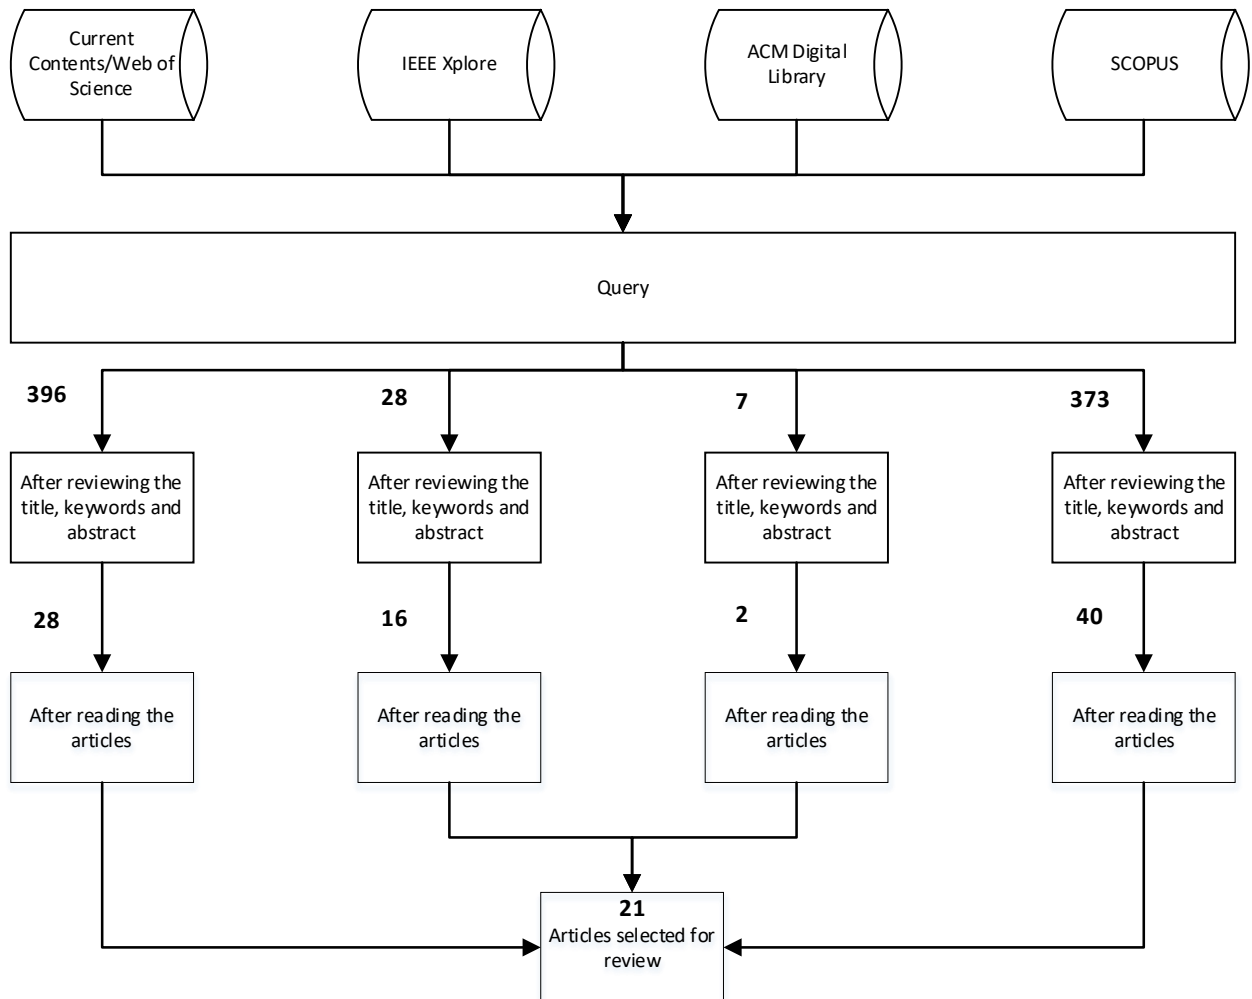 Current
Contents/Web of
Science
IEEE Xplore
ACM Digital
Library
SCOPUS
Query
396
28
7
373
After reviewing the
title, keywords and
abstract
After reviewing the
title, keywords and
abstract
After reviewing the
title, keywords and
abstract
After reviewing the
title, keywords and
abstract
28
16
2
40
After reading the
articles
After reading the
articles
After reading the
articles
After reading the
articles
21
Articles selected for
review